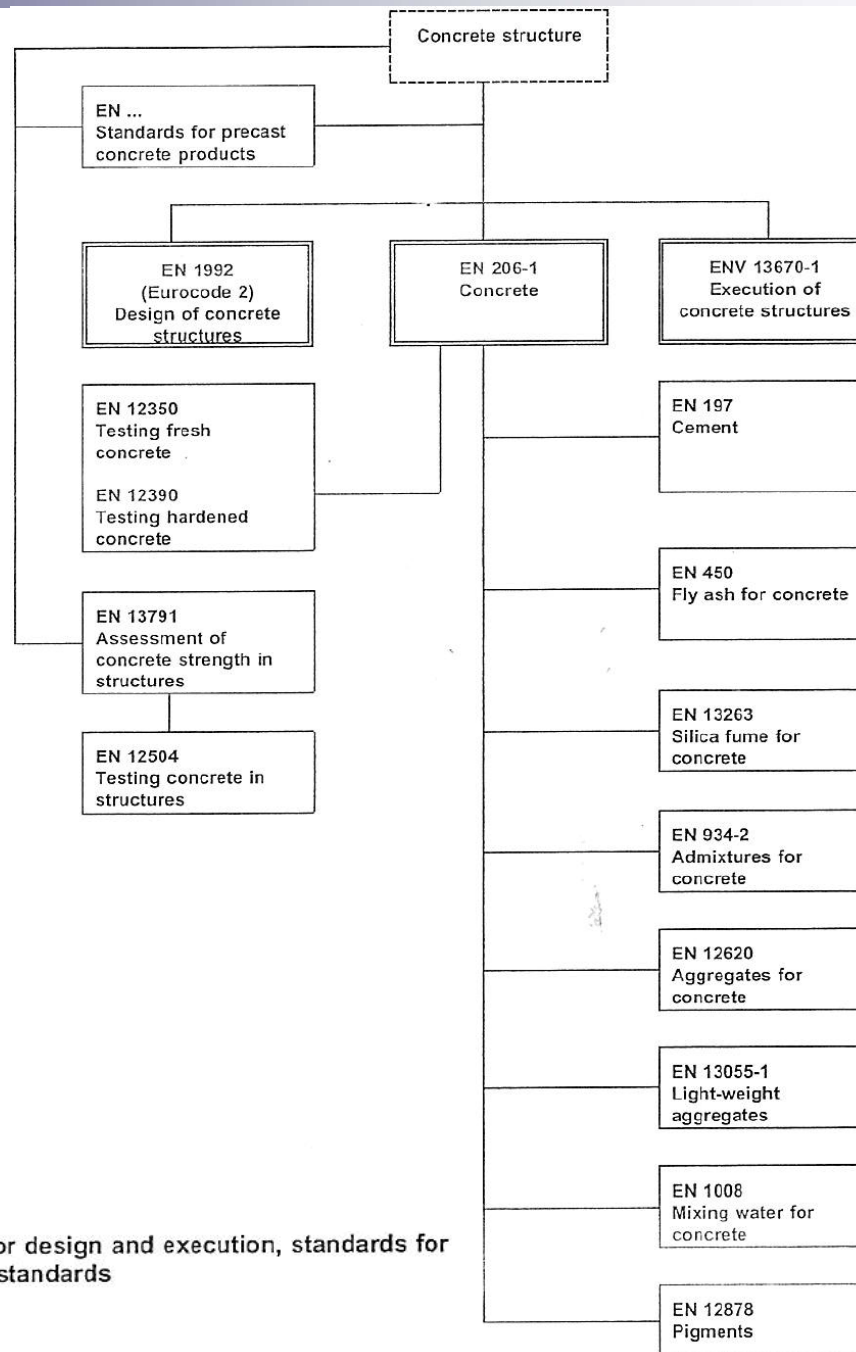 Concrete structure
EN ...
Standards for precast
concrete products
EN 1992
(Eurocode 2)
Design of concrete
structures
EN 206-1
Concrete
ENV 13670-1
Execution of
concrete structures
EN 12350
Testing fresh
concrete
EN 12390
Testing hardened
concrete
EN 13791
Assessment of
concrete strength in
structures
EN 12504
Testing concrete in
structures
EN 197
Cement
EN 450
Fly ash for concrete
EN 13263
Silica fume for
concrete
EN 934-2
Admixtures for
concrete
EN 12620
Aggregates for
concrete
EN 13055-1
Light-weight
aggregates
EN 1008
Mixing water for
concrete
EN 12878
Pigments
or design and execution, standards for
standards